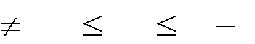 ≠ ≤ ≤ −